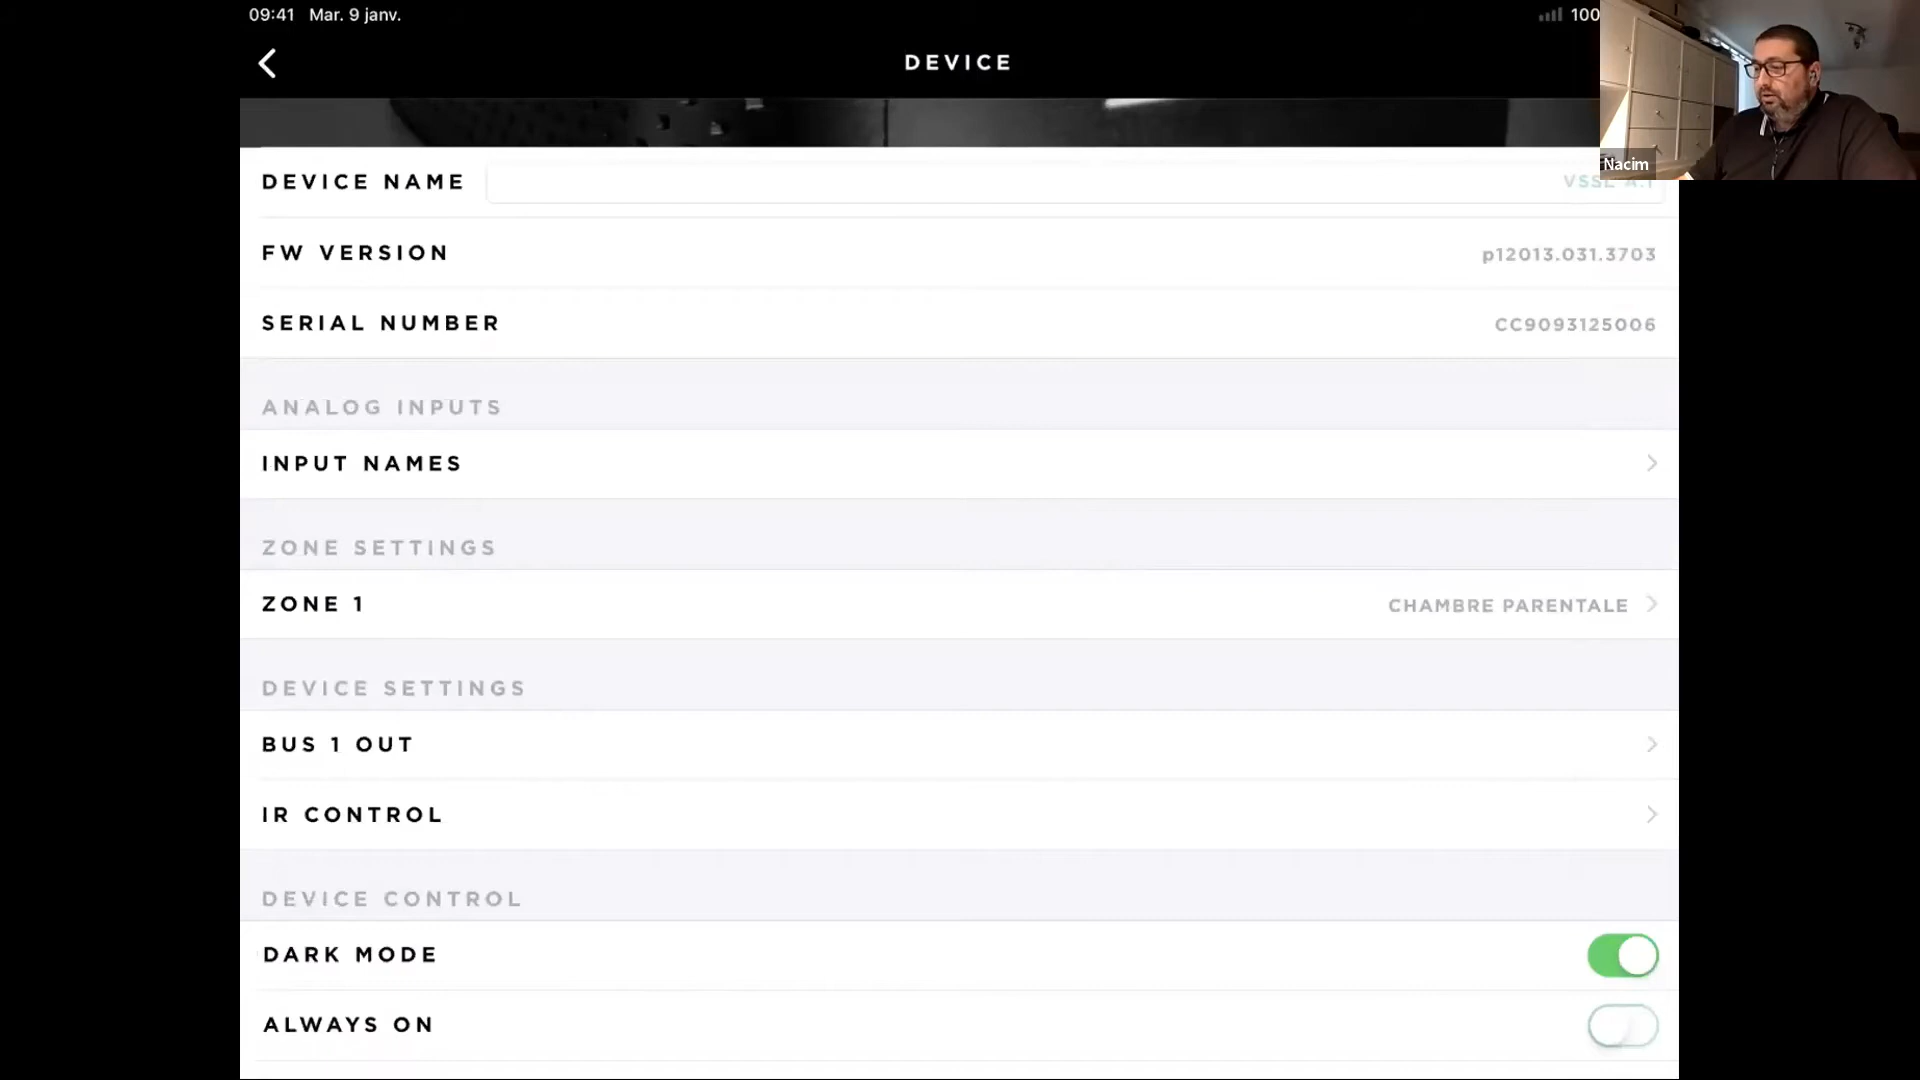 09:41 Mar. 9 janv.
100
DEVICE
Nacim
DEVICE NAME
VSSL A.1
FW VERSION
p12013.031.3703
SERIAL NUMBER
CC9093125006
ANALOG INPUTS
INPUT NAMES
ZONE SETTINGS
ZONE 1
CHAMBRE PARENTALE
DEVICE SETTINGS
BUS 1 OUT
IR CONTROL
DEVICE CONTROL
DARK MODE
ALWAYS ON